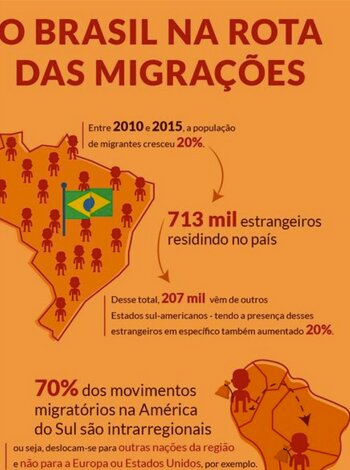 O BRASIL NA ROTA
DAS MIGRAÇÕES
Entre 2010 e 2015, a população
de migrantes cresceu 20%.
713 mil estrangeiros
residindo no país
Desse total, 207 mil vêm de outros
Estados sul-americanos - tendo a presença desses
estrangeiros em específico também aumentado 20%.
70% dos movimentos
migratórios na América
do Sul são intrarregionais
ou seja, deslocam-se para outras nações da região
e não para a Europa ou Estados Unidos, por exemplo.